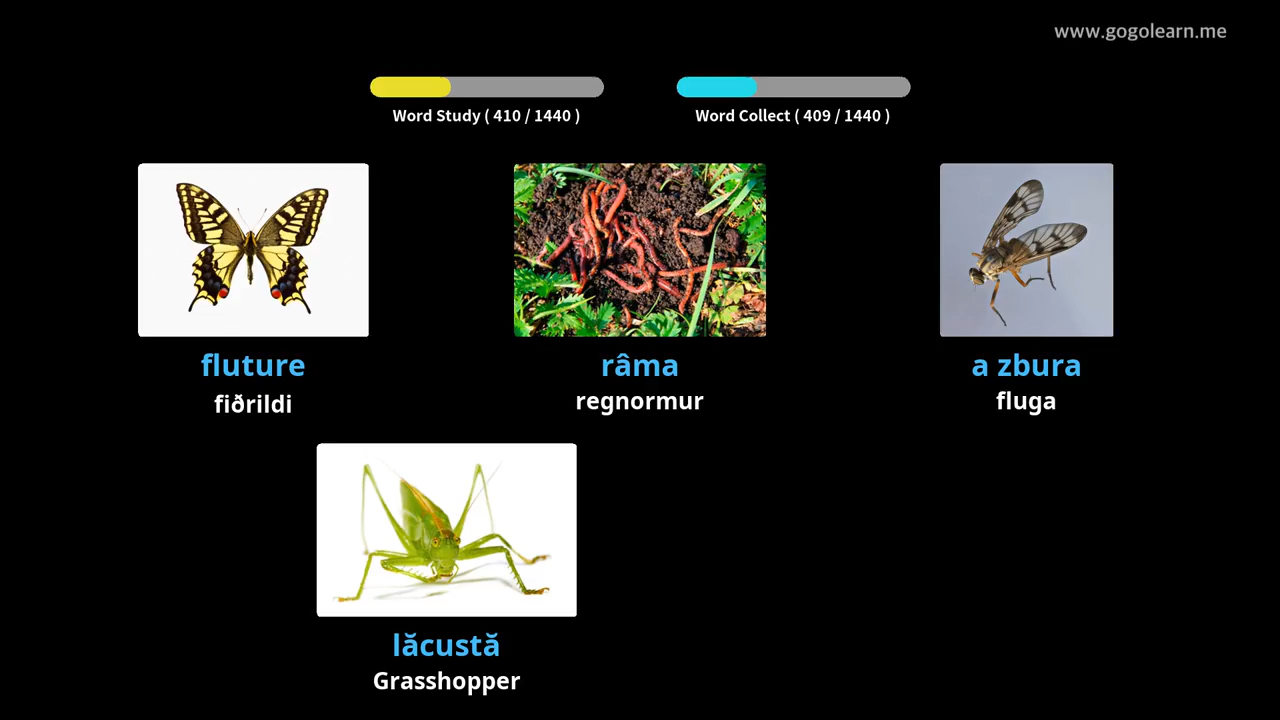 www.gogolearn.me
Word Study ( 410 / 1440 )
Word Collect ( 409 / 1440 )
fluture
fiðrildi
râma
regnormur
a zbura
fluga
lăcustă
Grasshopper